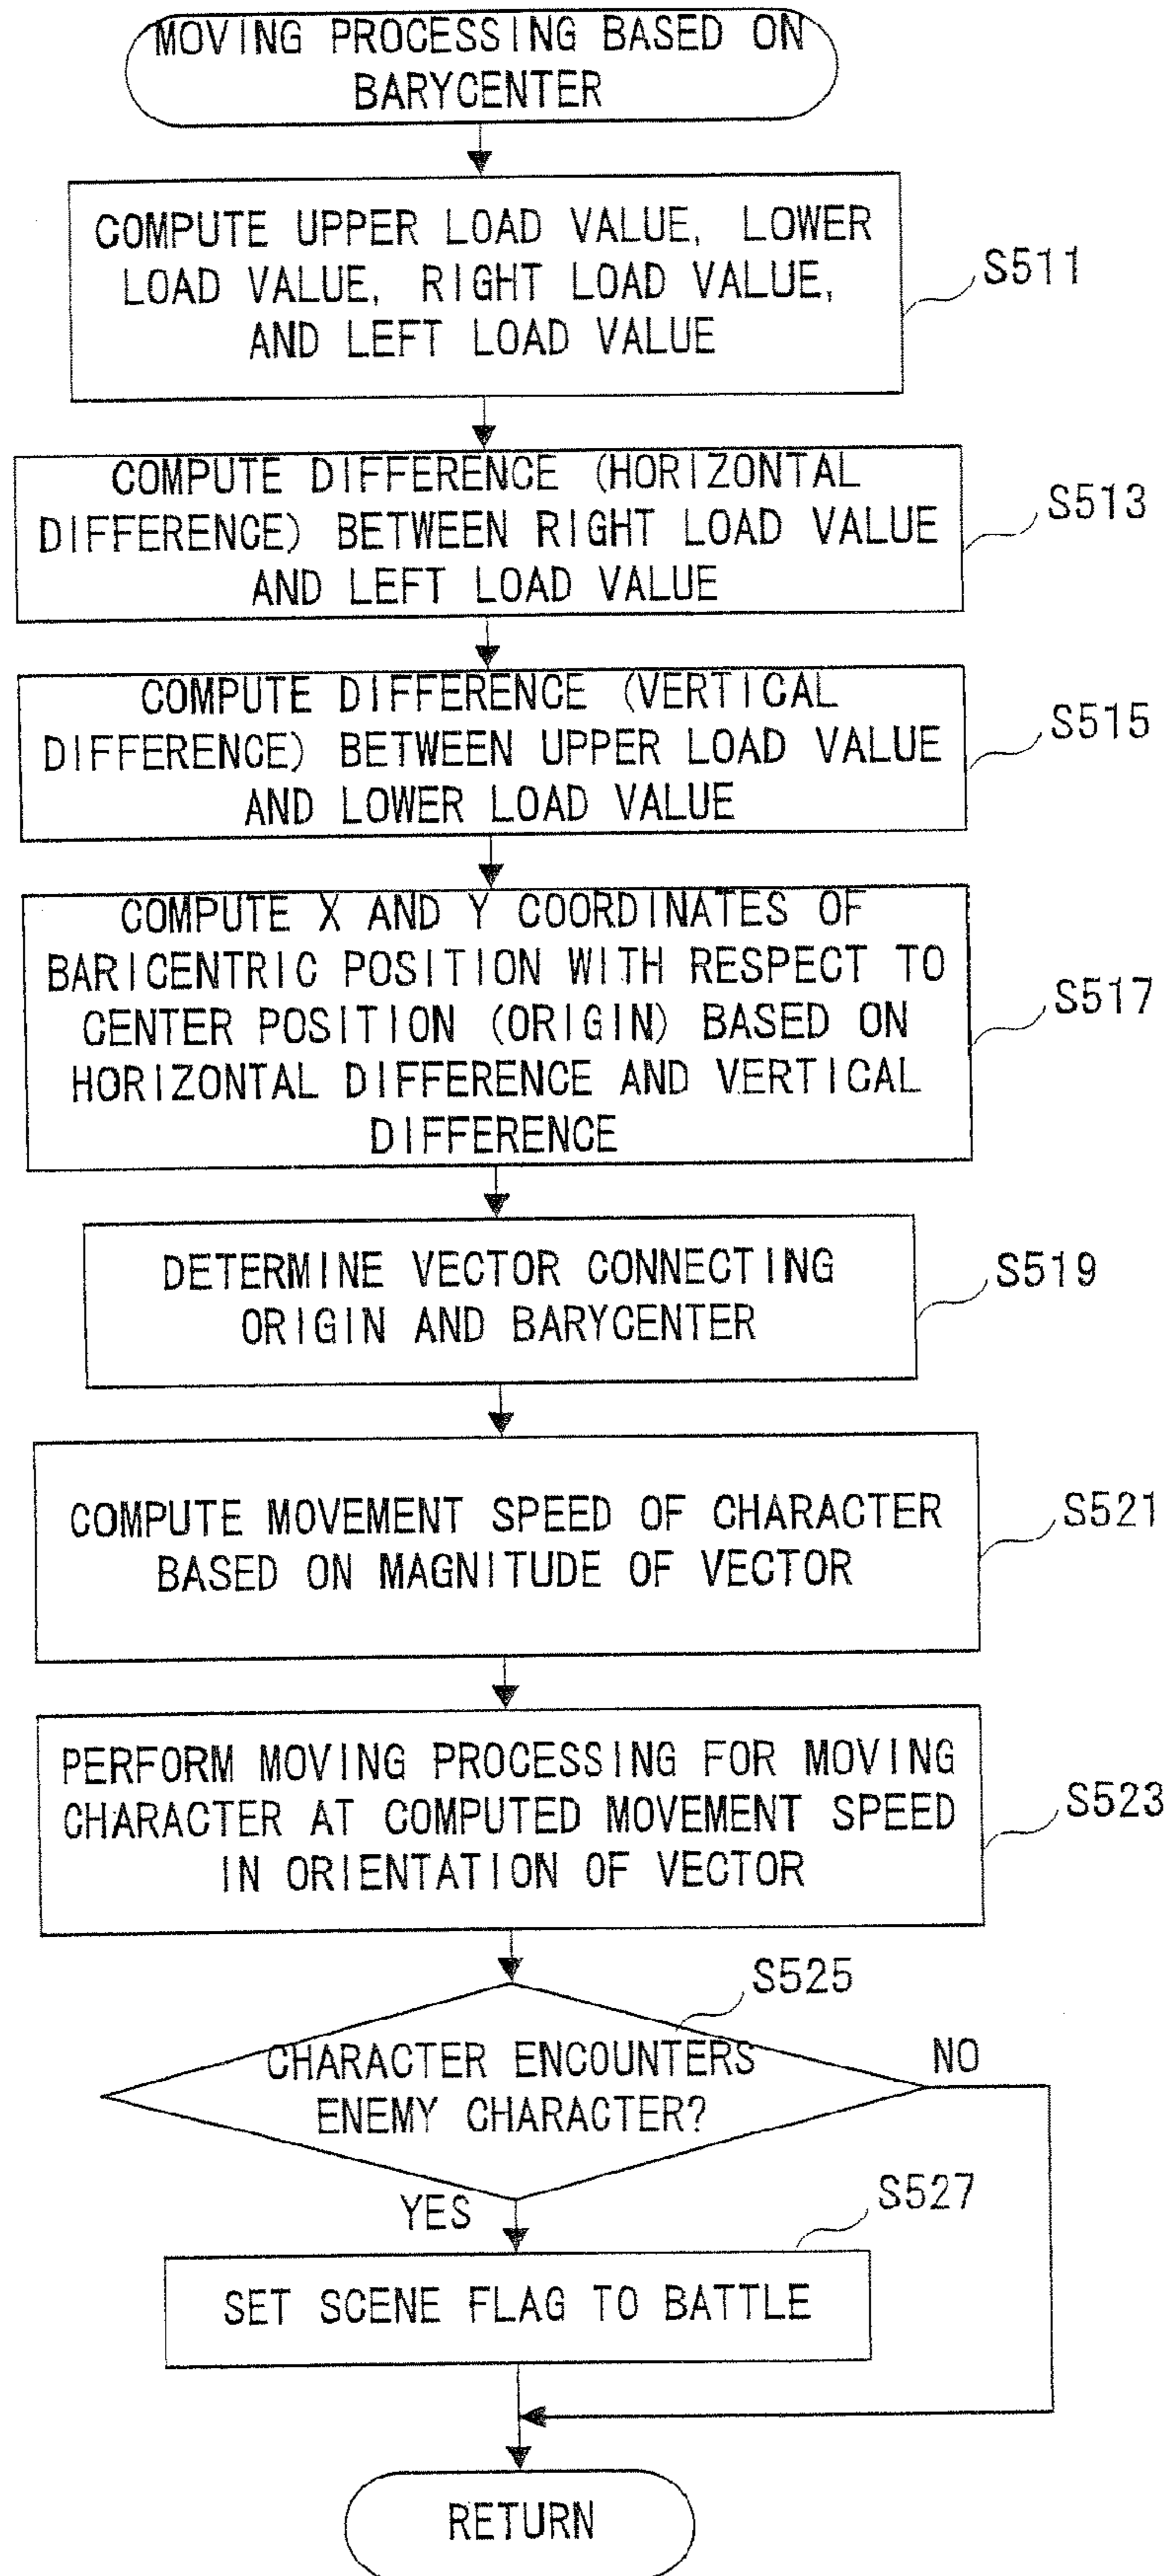 MOVING PROCESSING BASED ON
BARYCENTER
COMPUTE UPPER LOAD VALUE, LOWER
LOAD VALUE, RIGHT LOAD VALUE,
AND LEFT LOAD VALUE
S511
COMPUTE DIFFERENCE (HORIZONTAL
DIFFERENCE) BETWEEN RIGHT LOAD VALUE
AND LEFT LOAD VALUE
S513
COMPUTE DIFFERENCE (VERTICAL
DIFFERENCE) BETWEEN UPPER LOAD VALUE
AND LOWER LOAD VALUE
S515
COMPUTE X AND Y COORDINATES OF
BARICENTRIC POSITION WITH RESPECT TO
CENTER POSITION (ORIGIN) BASED ON
HORIZONTAL DIFFERENCE AND VERTICAL
DIFFERENCE
S517
DETERMINE VECTOR CONNECTING
ORIGIN AND BARYCENTER
S519
COMPUTE MOVEMENT SPEED OF CHARACTER
BASED ON MAGNITUDE OF VECTOR
S521
PERFORM MOVING PROCESSING FOR MOVING
CHARACTER AT COMPUTED MOVEMENT SPEED
IN ORIENTATION OF VECTOR
S523
S525
CHARACTER ENCOUNTERS
ENEMY CHARACTER?
NO
YES
S527
SET SCENE FLAG TO BATTLE
RETURN